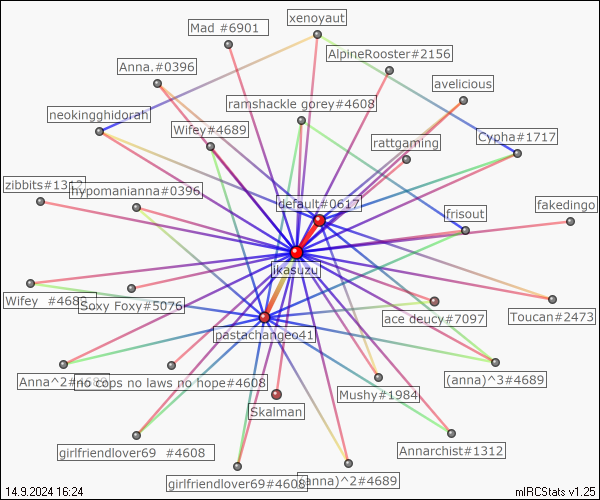 xenoyaut
Mad #6901
AlpineRooster#2156
Anna.#0396
avelicious
ramshackle gorey#4608
neokingghidorah
Wifey#4689
rattgaming
Cypha#1717
zibbits#1312
hypomanianna#0396
default#0617
frisout
fakedingo
ikasuzu
Wifey #4689
Soxy Foxy#5076
ace deucy#7097
Toucan#2473
pastachangeo41
Anna^2#4689
no cops no laws no hope#4608
(anna)^3#4689
Mushy#1984
Skalman
Annarchist#1312
girlfriendlover69 #4608
girlfriendlover69#4608
(anna)^2#4689
14.9.2024 16:24
mIRCStats v1.25